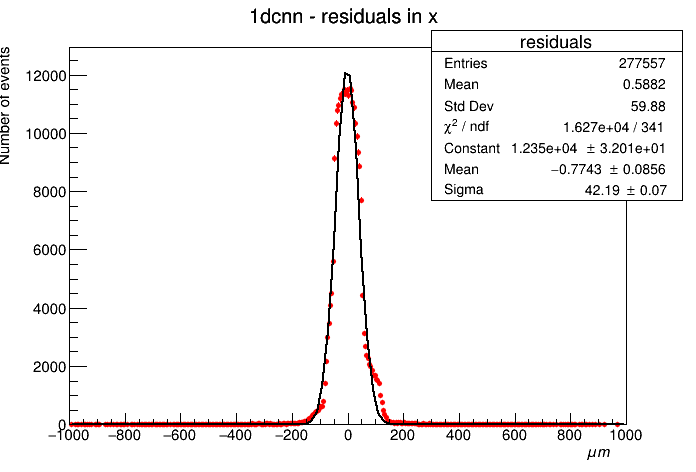 1dcnn - residuals in x
residuals
Entries 277557
Mean 0.5882
Std Dev 59.88
χ² / ndf 1.627e+04 / 341
Constant 1.235e+04 ± 3.201e+01
Mean −0.7743 ± 0.0856
Sigma 42.19 ± 0.07
Number of events
12000
10000
8000
6000
4000
2000
0
−1000 −800 −600 −400 −200 0 200 400 600 800 1000
μm